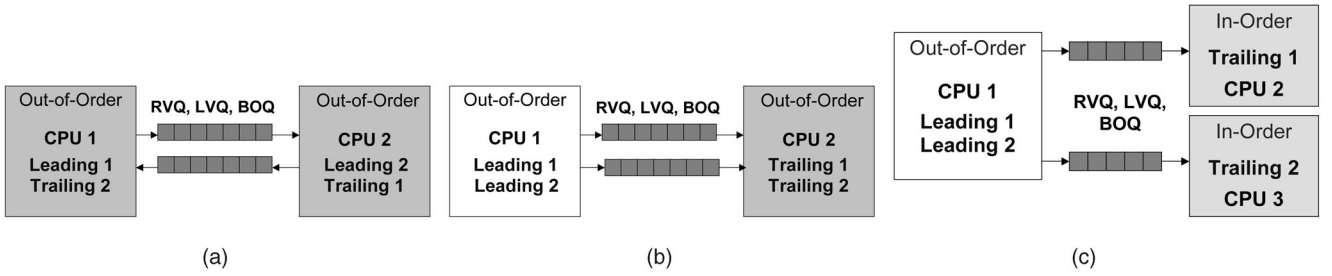 Out-of-Order
CPU 1
Leading 1
Trailing 2
RVQ, LVQ, BOQ
Out-of-Order
CPU 2
Leading 2
Trailing 1
(a)
Out-of-Order
CPU 1
Leading 1
Leading 2
RVQ, LVQ, BOQ
Out-of-Order
CPU 2
Trailing 1
Trailing 2
(b)
Out-of-Order
CPU 1
Leading 1
Leading 2
RVQ, LVQ,
BOQ
In-Order
Trailing 1
CPU 2
In-Order
Trailing 2
CPU 3
(c)